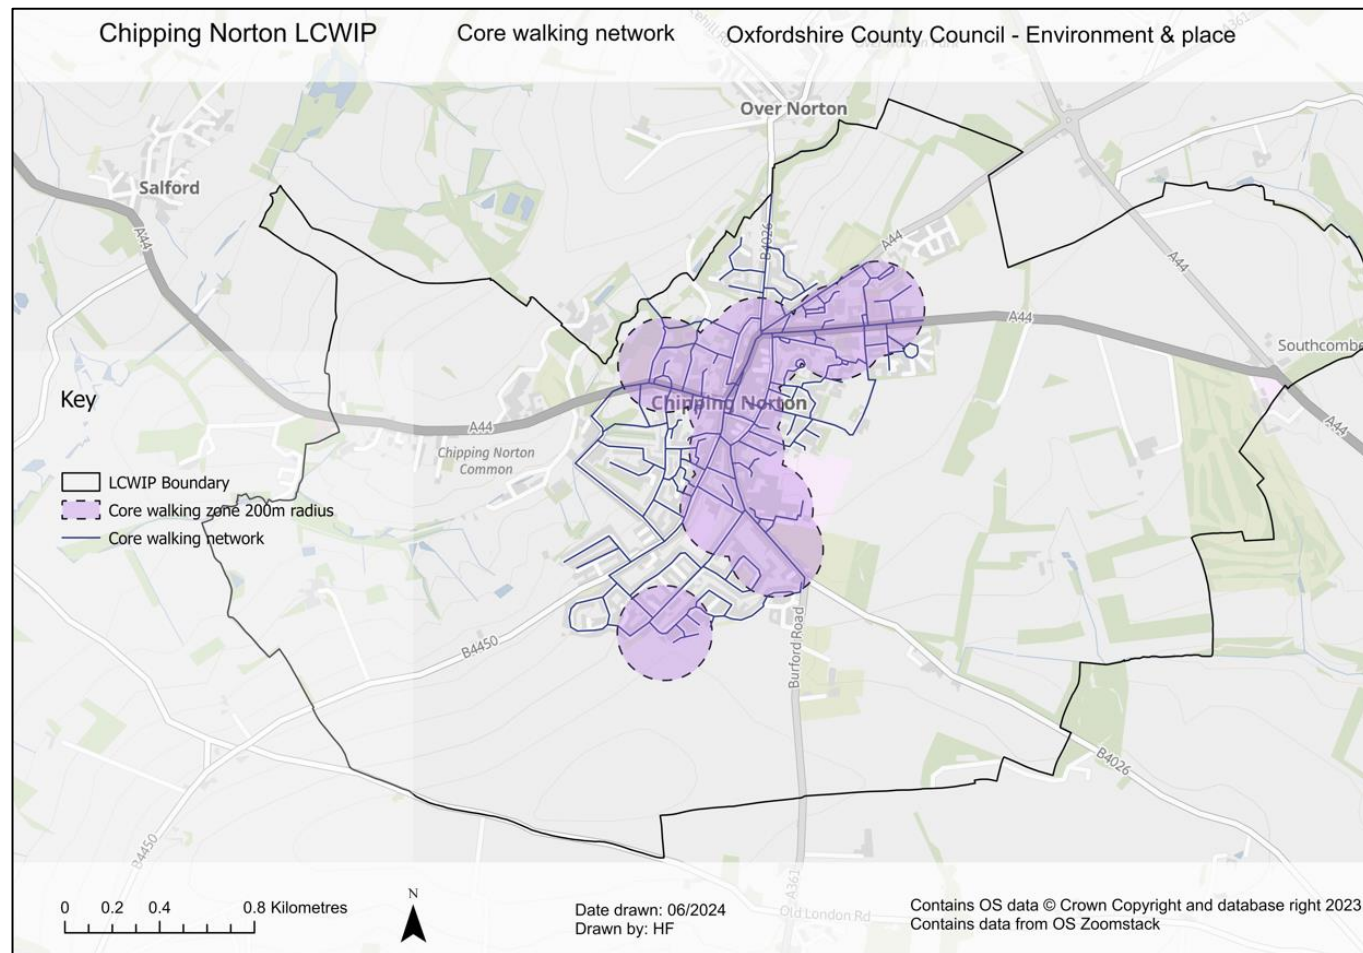 Chipping Norton LCWIP
Core walking network
Oxfordshire County Council - Environment & place
A361
Over Norton
Salford
B4026
A44
A44
A44
A44
Southcombe
A44
Chipping Norton
A44
Chipping Norton
Common
Key
LCWIP Boundary
Core walking zone 200m radius
Core walking network
B4450
Burford Road
B4026
B4450
A361
Old London Rd
0 0.2 0.4 0.8 Kilometres
N
Date drawn: 06/2024
Drawn by: HF
Contains OS data © Crown Copyright and database right 2023
Contains data from OS Zoomstack